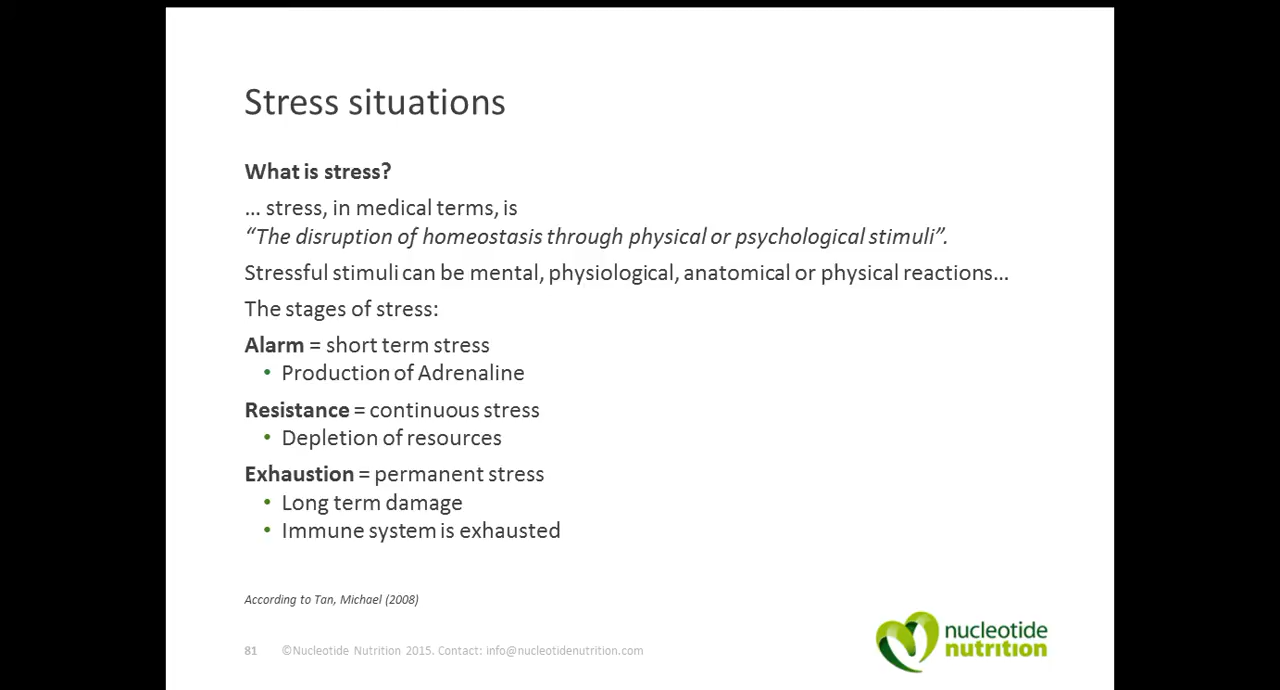 Stress situations
What is stress?
... stress, in medical terms, is
“The disruption of homeostasis through physical or psychological stimuli”.
Stressful stimuli can be mental, physiological, anatomical or physical reactions...
The stages of stress:
Alarm = short term stress
• Production of Adrenaline
Resistance = continuous stress
• Depletion of resources
Exhaustion = permanent stress
• Long term damage
• Immune system is exhausted
According to Tan, Michael (2008)
81 ©Nucleotide Nutrition 2015. Contact: info@nucleotidenutrition.com
nucleotide
nutrition